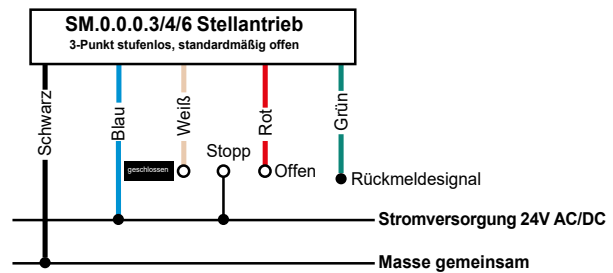 SM.0.0.0.3/4/6 Stellantrieb
3-Punkt stufenlos, standardmäßig offen
Schwarz
Blau
Weiß
Rot
Grün
Stopp
geschlossen
Offen
Rückmeldesignal
Stromversorgung 24V AC/DC
Masse gemeinsam